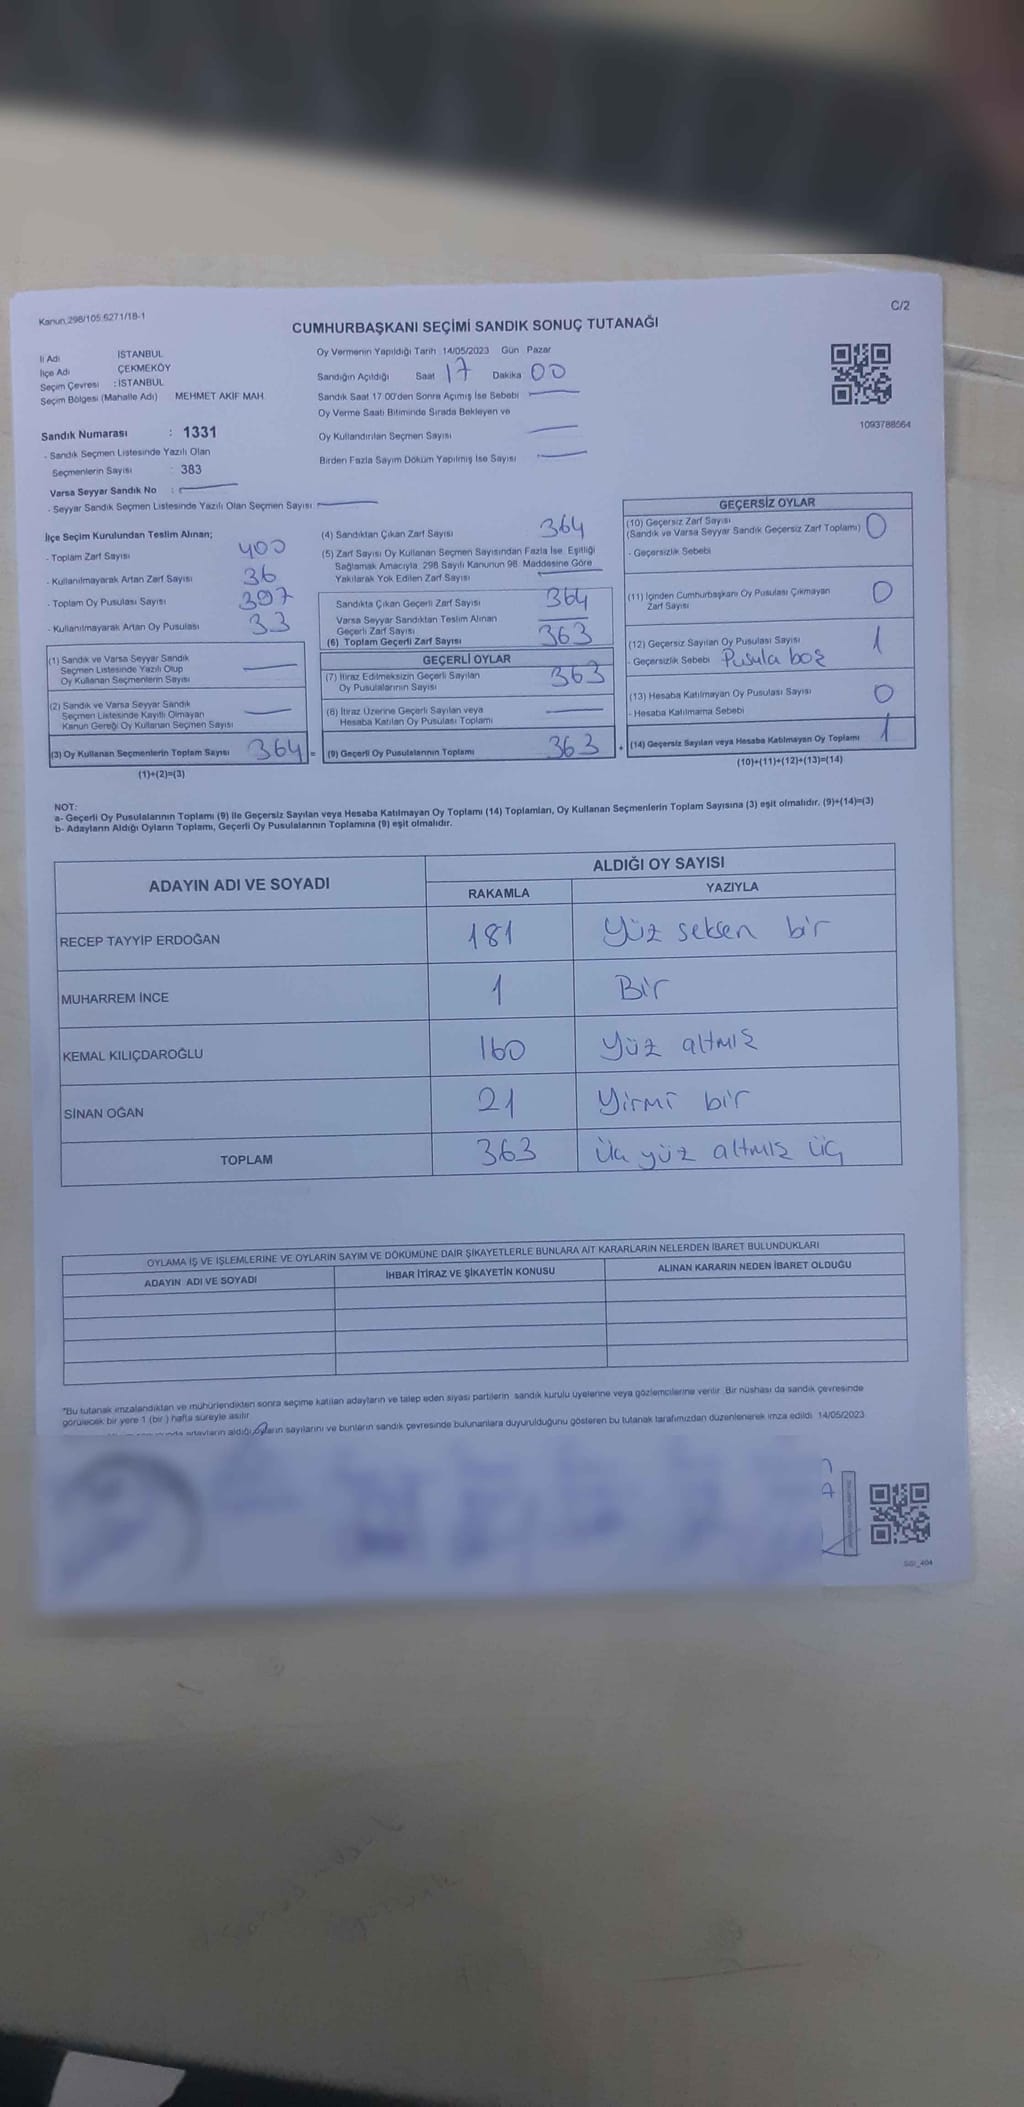 Kanun 298/105.6271/18-1
C/2
CUMHURBAŞKANI SEÇİMİ SANDIK SONUÇ TUTANAĞI
İl Adı İSTANBUL
İlçe Adı ÇEKMEKÖY
Seçim Çevresi : İSTANBUL
Seçim Bölgesi (Mahalle Adı) MEHMET AKİF MAH.
Sandık Numarası : 1331
- Sandık Seçmen Listesinde Yazılı Olan
Seçmenlerin Sayısı : 383
Varsa Seyyar Sandık No :
- Seyyar Sandık Seçmen Listesinde Yazılı Olan Seçmen Sayısı :
Oy Vermenin Yapıldığı Tarih 14/05/2023 Gün Pazar
Sandığın Açıldığı Saat 17 Dakika 00
Sandık Saat 17 00'den Sonra Açımış İse Sebebi
Oy Verme Saati Bitiminde Sırada Bekleyen ve
Oy Kullandırılan Seçmen Sayısı
Birden Fazla Sayım Döküm Yapılmış İse Sayısı
1093788564
İlçe Seçim Kurulundan Teslim Alınan;
- Toplam Zarf Sayısı 400
- Kullanılmayarak Artan Zarf Sayısı 36
- Toplam Oy Pusulası Sayısı 397
- Kullanılmayarak Artan Oy Pusulası 33
(1) Sandık ve Varsa Seyyar Sandık
Seçmen Listesinde Yazılı Olup
Oy Kullanan Seçmenlerin Sayısı
(2) Sandık ve Varsa Seyyar Sandık
Seçmen Listesinde Kayıtlı Olmayan
Kanun Gereği Oy Kullanan Seçmen Sayısı
(3) Oy Kullanan Seçmenlerin Toplam Sayısı 364 =
(1)+(2)=(3)
(4) Sandıktan Çıkan Zarf Sayısı 364
(5) Zarf Sayısı Oy Kullanan Seçmen Sayısından Fazla İse Eşitliği
Sağlamak Amacıyla 298 Sayılı Kanunun 98. Maddesine Göre
Yakılarak Yok Edilen Zarf Sayısı
Sandıkta Çıkan Geçerli Zarf Sayısı 364
Varsa Seyyar Sandıktan Teslim Alınan
Geçerli Zarf Sayısı
(6) Toplam Geçerli Zarf Sayısı 363
GEÇERLİ OYLAR
(7) İtiraz Edilmeksizin Geçerli Sayılan
Oy Pusulalarının Sayısı 363
(8) İtiraz Üzerine Geçerli Sayılan veya
Hesaba Katılan Oy Pusulası Toplamı
(9) Geçerli Oy Pusulalarının Toplamı 363 +
GEÇERSİZ OYLAR
(10) Geçersiz Zarf Sayısı
(Sandık ve Varsa Seyyar Sandık Geçersiz Zarf Toplamı) 0
- Geçersizlik Sebebi
(11) İçinden Cumhurbaşkanı Oy Pusulası Çıkmayan
Zarf Sayısı 0
(12) Geçersiz Sayılan Oy Pusulası Sayısı 1
- Geçersizlik Sebebi Pusula boş
(13) Hesaba Katılmayan Oy Pusulası Sayısı 0
- Hesaba Katılmama Sebebi
(14) Geçersiz Sayılan veya Hesaba Katılmayan Oy Toplamı 1
(10)+(11)+(12)+(13)=(14)
NOT:
a- Geçerli Oy Pusulalarının Toplamı (9) ile Geçersiz Sayılan veya Hesaba Katılmayan Oy Toplamı (14) Toplamları, Oy Kullanan Seçmenlerin Toplam Sayısına (3) eşit olmalıdır. (9)+(14)=(3)
b- Adayların Aldığı Oyların Toplamı, Geçerli Oy Pusulalarının Toplamına (9) eşit olmalıdır.
ADAYIN ADI VE SOYADI
ALDIĞI OY SAYISI
RAKAMLA YAZIYLA
RECEP TAYYİP ERDOĞAN 181 Yüz seksen bir
MUHARREM İNCE 1 Bir
KEMAL KILIÇDAROĞLU 160 Yüz altmış
SİNAN OĞAN 21 Yirmi bir
TOPLAM 363 Üç yüz altmış üç
OYLAMA İŞ VE İŞLEMLERİNE VE OYLARIN SAYIM VE DÖKÜMÜNE DAİR ŞİKAYETLERLE BUNLARA AİT KARARLARIN NELERDEN İBARET BULUNDUKLARI
ADAYIN ADI VE SOYADI İHBAR İTİRAZ VE ŞİKAYETİN KONUSU ALINAN KARARIN NEDEN İBARET OLDUĞU
*Bu tutanak imzalandıktan ve mühürlendikten sonra seçime katılan adayların ve talep eden siyasi partilerin sandık kurulu üyelerine veya gözlemcilerine verilir. Bir nüshası da sandık çevresinde
görülecek bir yere 1 (bir) hafta süreyle asılır
adayların aldığı oyların sayılarını ve bunların sandık çevresinde bulunanlara duyurulduğunu gösteren bu tutanak tarafımızdan düzenlenerek imza edildi. 14/05/2023